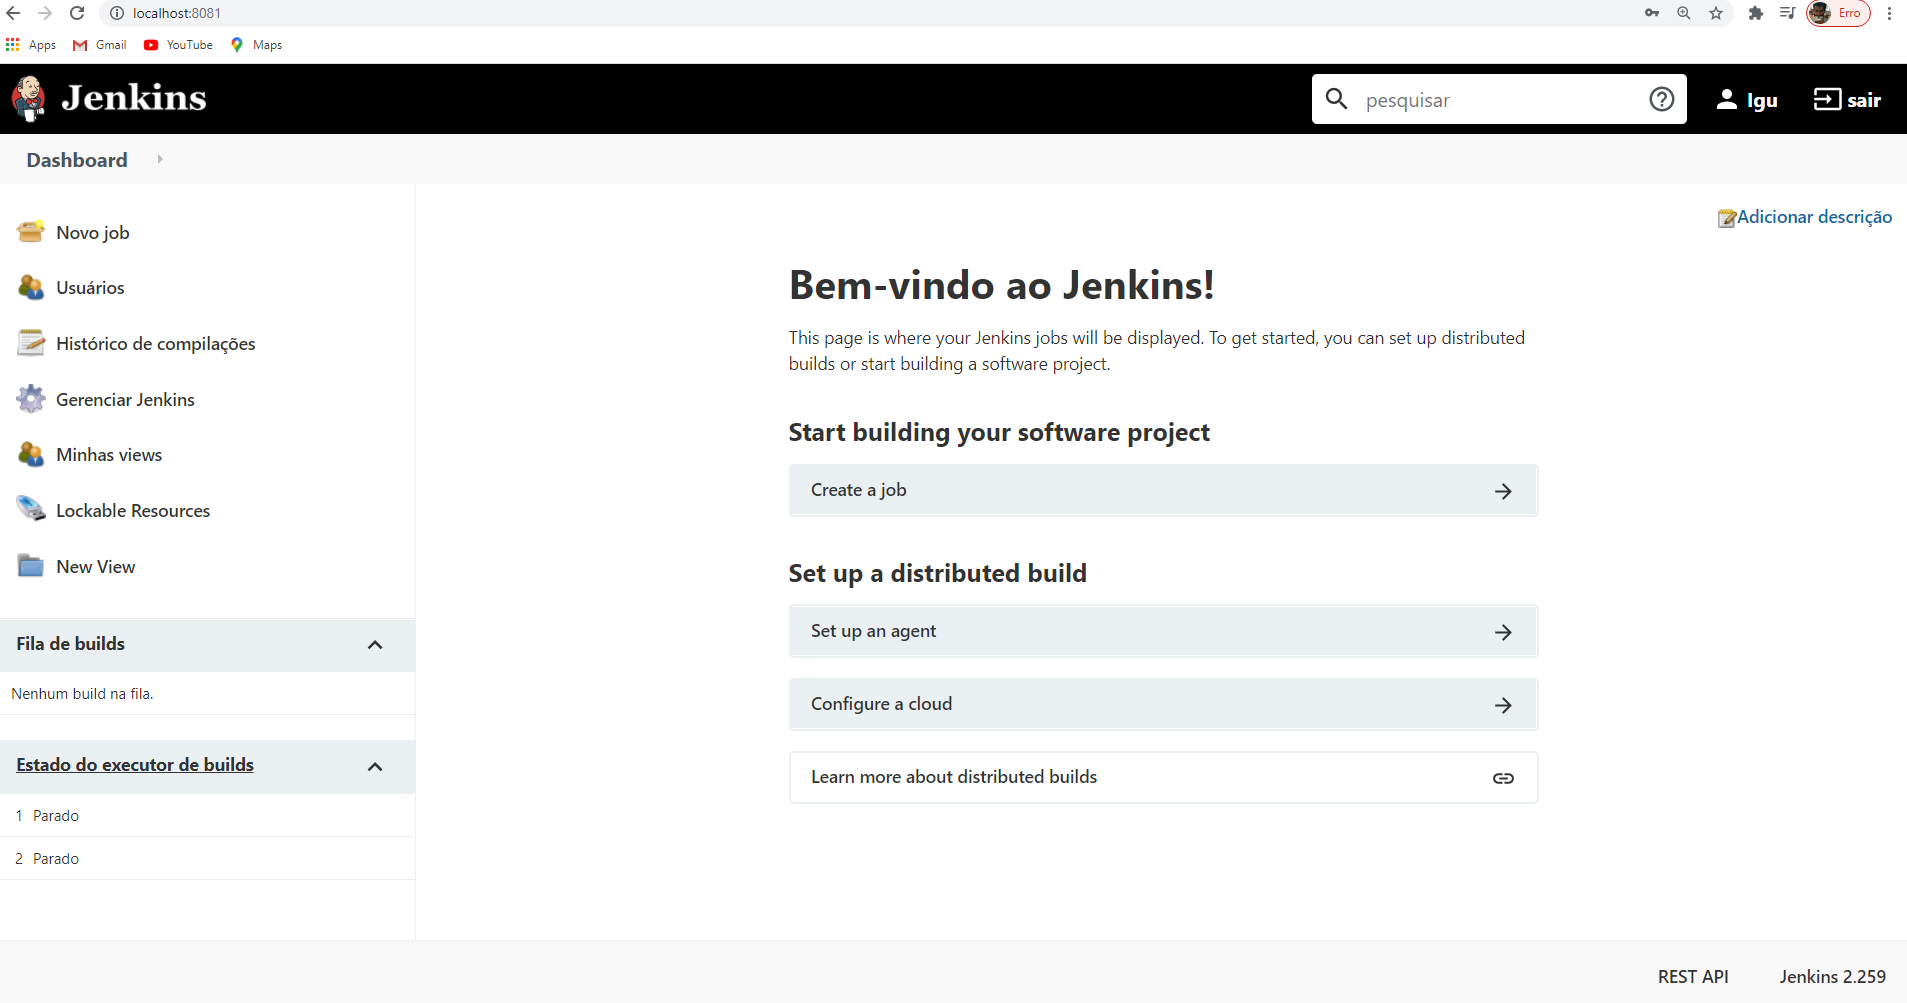 localhost:8081
Erro
Apps Gmail YouTube Maps
Jenkins
pesquisar
Igu
sair
Dashboard
Novo job
Usuários
Histórico de compilações
Gerenciar Jenkins
Minhas views
Lockable Resources
New View
Fila de builds
Nenhum build na fila.
Estado do executor de builds
1 Parado
2 Parado
Adicionar descrição
Bem-vindo ao Jenkins!
This page is where your Jenkins jobs will be displayed. To get started, you can set up distributed
builds or start building a software project.
Start building your software project
Create a job
Set up a distributed build
Set up an agent
Configure a cloud
Learn more about distributed builds
REST API
Jenkins 2.259